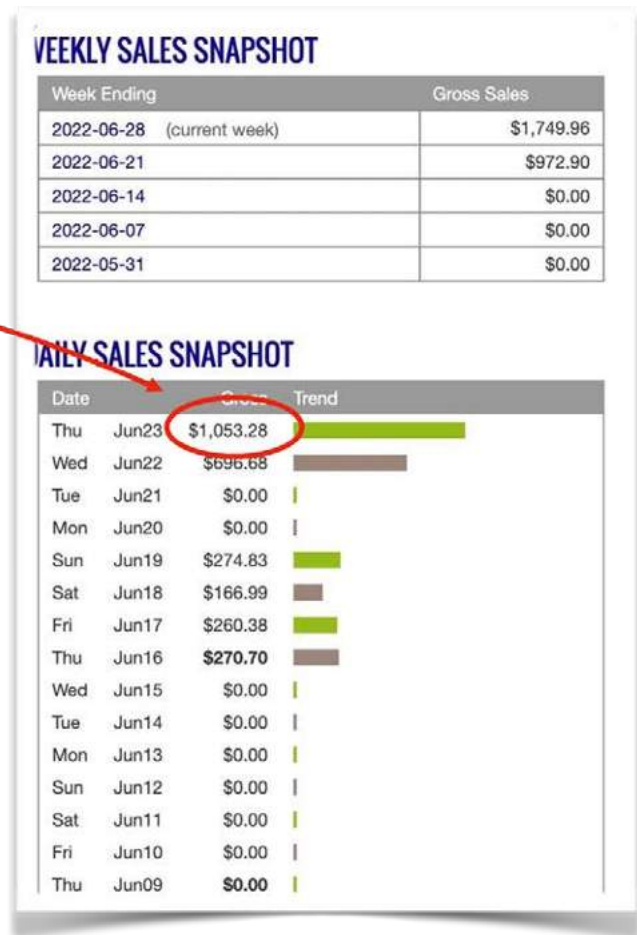 WEEKLY SALES SNAPSHOT
Week Ending Gross Sales
2022-06-28 (current week) $1,749.96
2022-06-21 $972.90
2022-06-14 $0.00
2022-06-07 $0.00
2022-05-31 $0.00
DAILY SALES SNAPSHOT
Date Gross Trend
Thu Jun23 $1,053.28
Wed Jun22 $696.68
Tue Jun21 $0.00
Mon Jun20 $0.00
Sun Jun19 $274.83
Sat Jun18 $166.99
Fri Jun17 $260.38
Thu Jun16 $270.70
Wed Jun15 $0.00
Tue Jun14 $0.00
Mon Jun13 $0.00
Sun Jun12 $0.00
Sat Jun11 $0.00
Fri Jun10 $0.00
Thu Jun09 $0.00